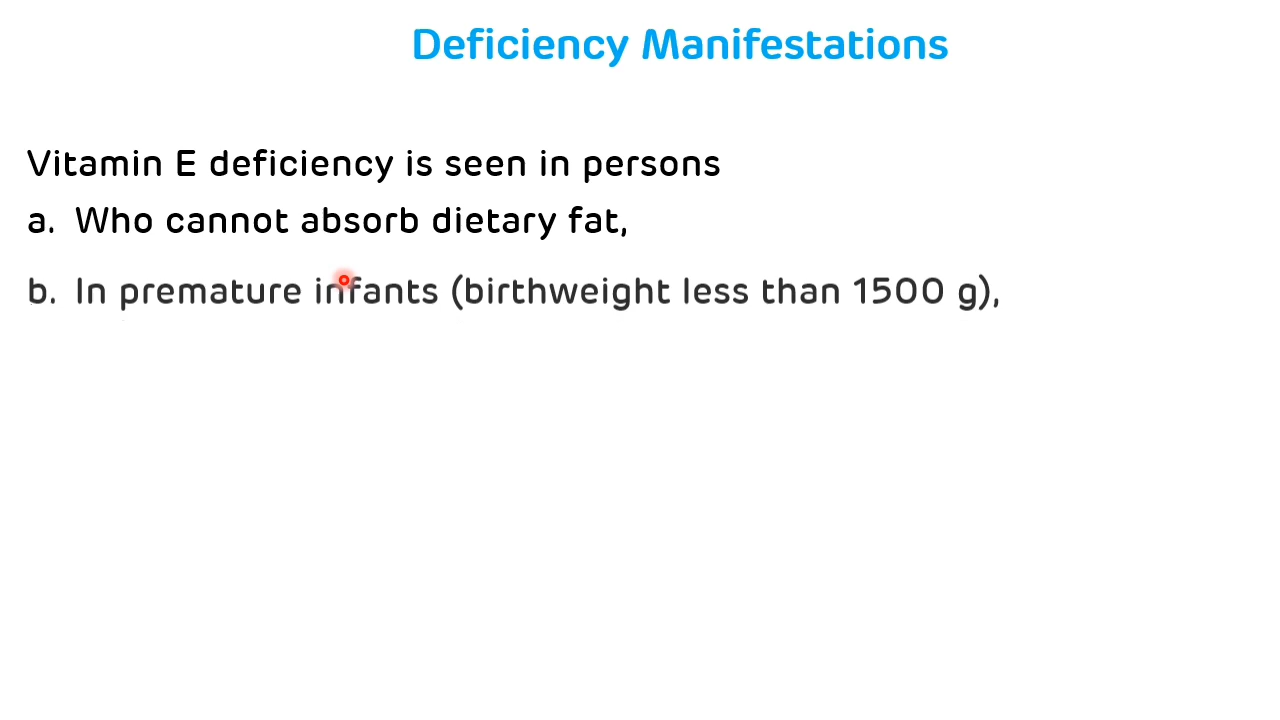 Deficiency Manifestations
Vitamin E deficiency is seen in persons
a. Who cannot absorb dietary fat,
b. In premature infants (birthweight less than 1500 g),